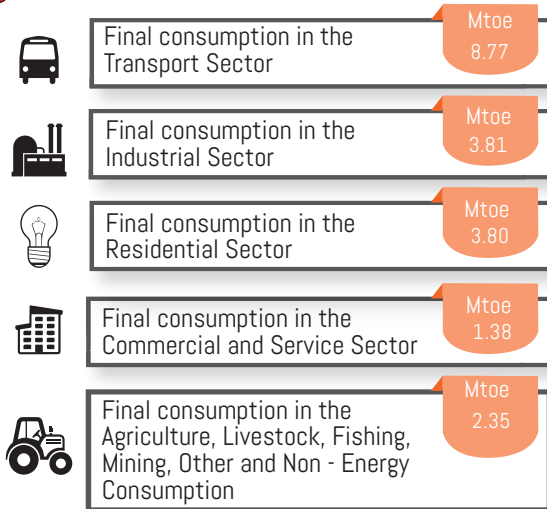 Final consumption in the
Transport Sector
Mtoe
8.77
Final consumption in the
Industrial Sector
Mtoe
3.81
Final consumption in the
Residential Sector
Mtoe
3.80
Final consumption in the
Commercial and Service Sector
Mtoe
1.38
Final consumption in the
Agriculture, Livestock, Fishing,
Mining, Other and Non - Energy
Consumption
Mtoe
2.35